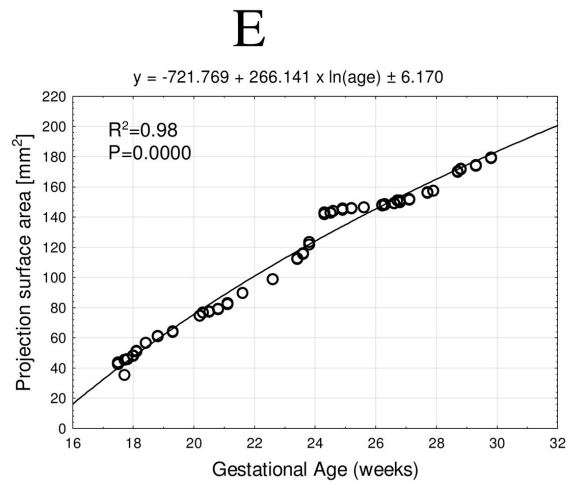 E
y = -721.769 + 266.141 x ln(age) ± 6.170
R²=0.98
P=0.0000
Projection surface area [mm²]
220
200
180
160
140
120
100
80
60
40
20
0
16 18 20 22 24 26 28 30 32
Gestational Age (weeks)